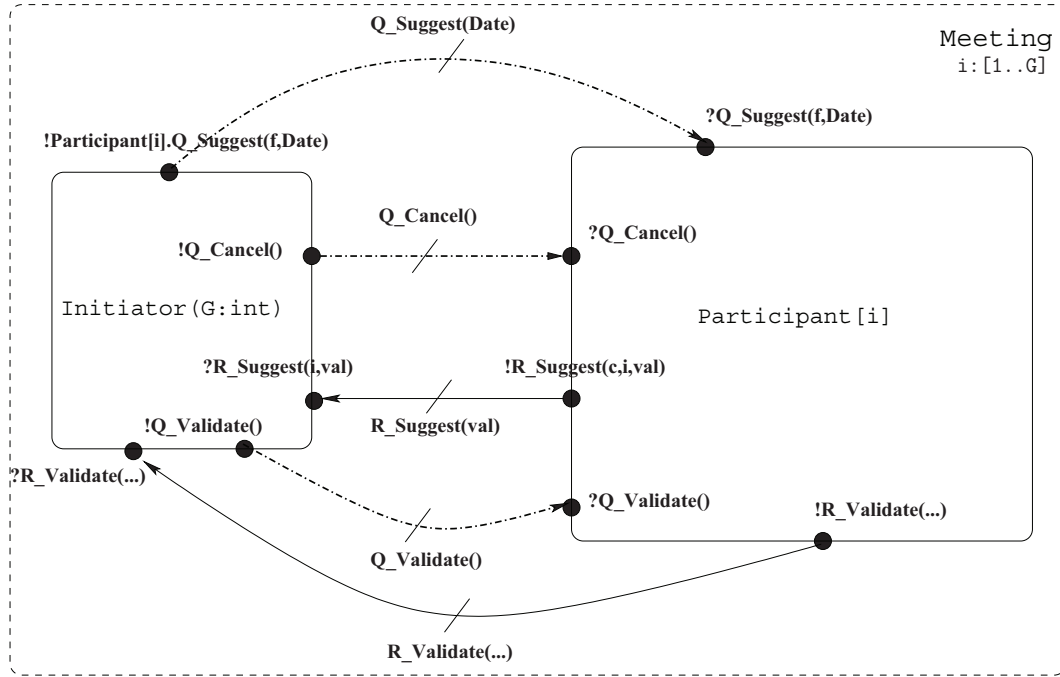 Q_Suggest(Date)
Meeting
i:[1..G]
?Q_Suggest(f,Date)
!Participant[i].Q_Suggest(f,Date)
Q_Cancel()
!Q_Cancel()
?Q_Cancel()
Initiator(G:int)
Participant[i]
?R_Suggest(i,val)
!R_Suggest(c,i,val)
R_Suggest(val)
!Q_Validate()
?R_Validate(...)
?Q_Validate()
!R_Validate(...)
Q_Validate()
R_Validate(...)